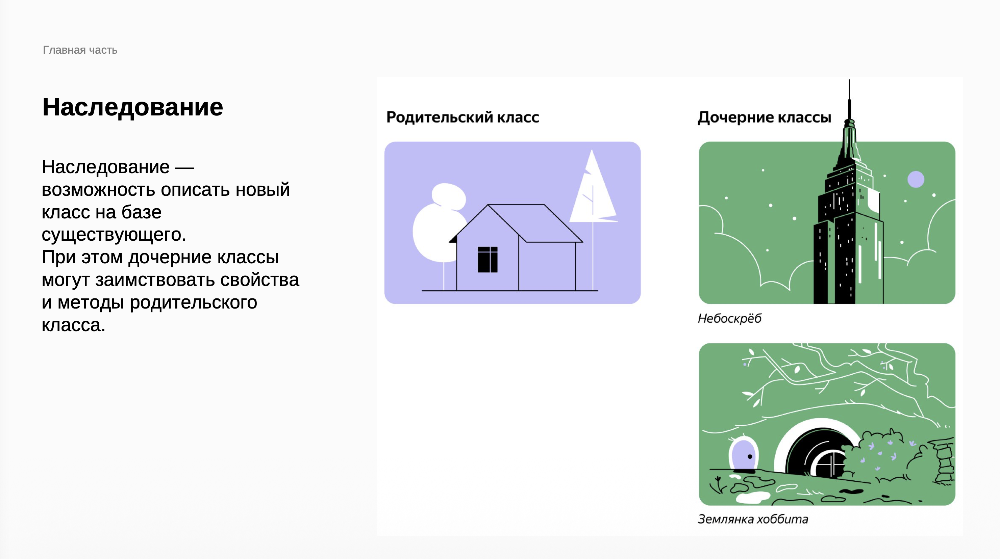 Главная часть
Наследование
Наследование —
возможность описать новый
класс на базе
существующего.
При этом дочерние классы
могут заимствовать свойства
и методы родительского
класса.
Родительский класс
Дочерние классы
Небоскрёб
Землянка хоббита